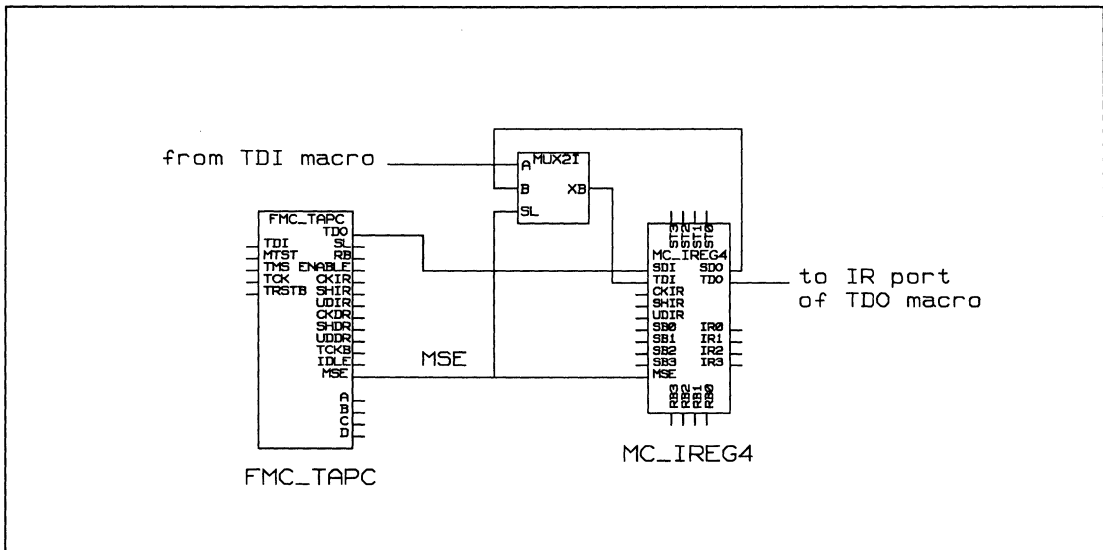 from TDI macro
MUX2I
A
B XB
SL
FMC_TAPC
TDO
TDI SL
MTST RB
TMS ENABLE
TCK CKIR
TRSTB SHIR
UDIR
CKDR
SHDR
UDDR
TCKB
IDLE
MSE
A
B
C
D
FMC_TAPC
MSE
ST3 ST2 ST1 ST0
MC_IREG4
SDI SDO
TDI TDO
CKIR
SHIR
UDIR
SB0 IR0
SB1 IR1
SB2 IR2
SB3 IR3
MSE
RB3 RB2 RB1 RB0
MC_IREG4
to IR port
of TDO macro